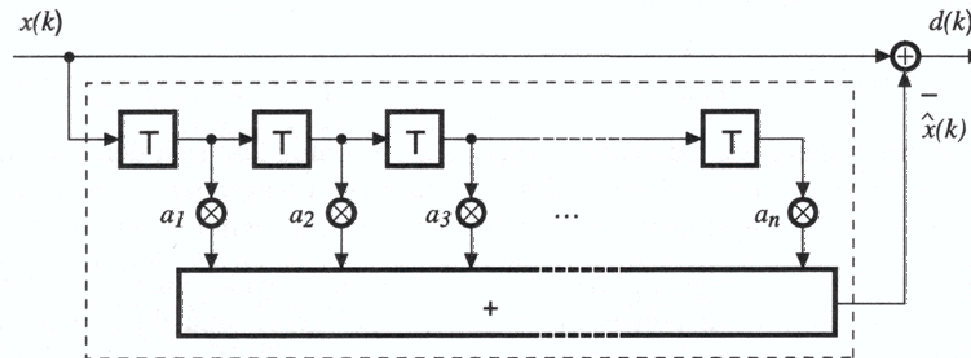 x(k) d(k)
+
−
x̂(k)
T T T T
a1 a2 a3 ... an
+